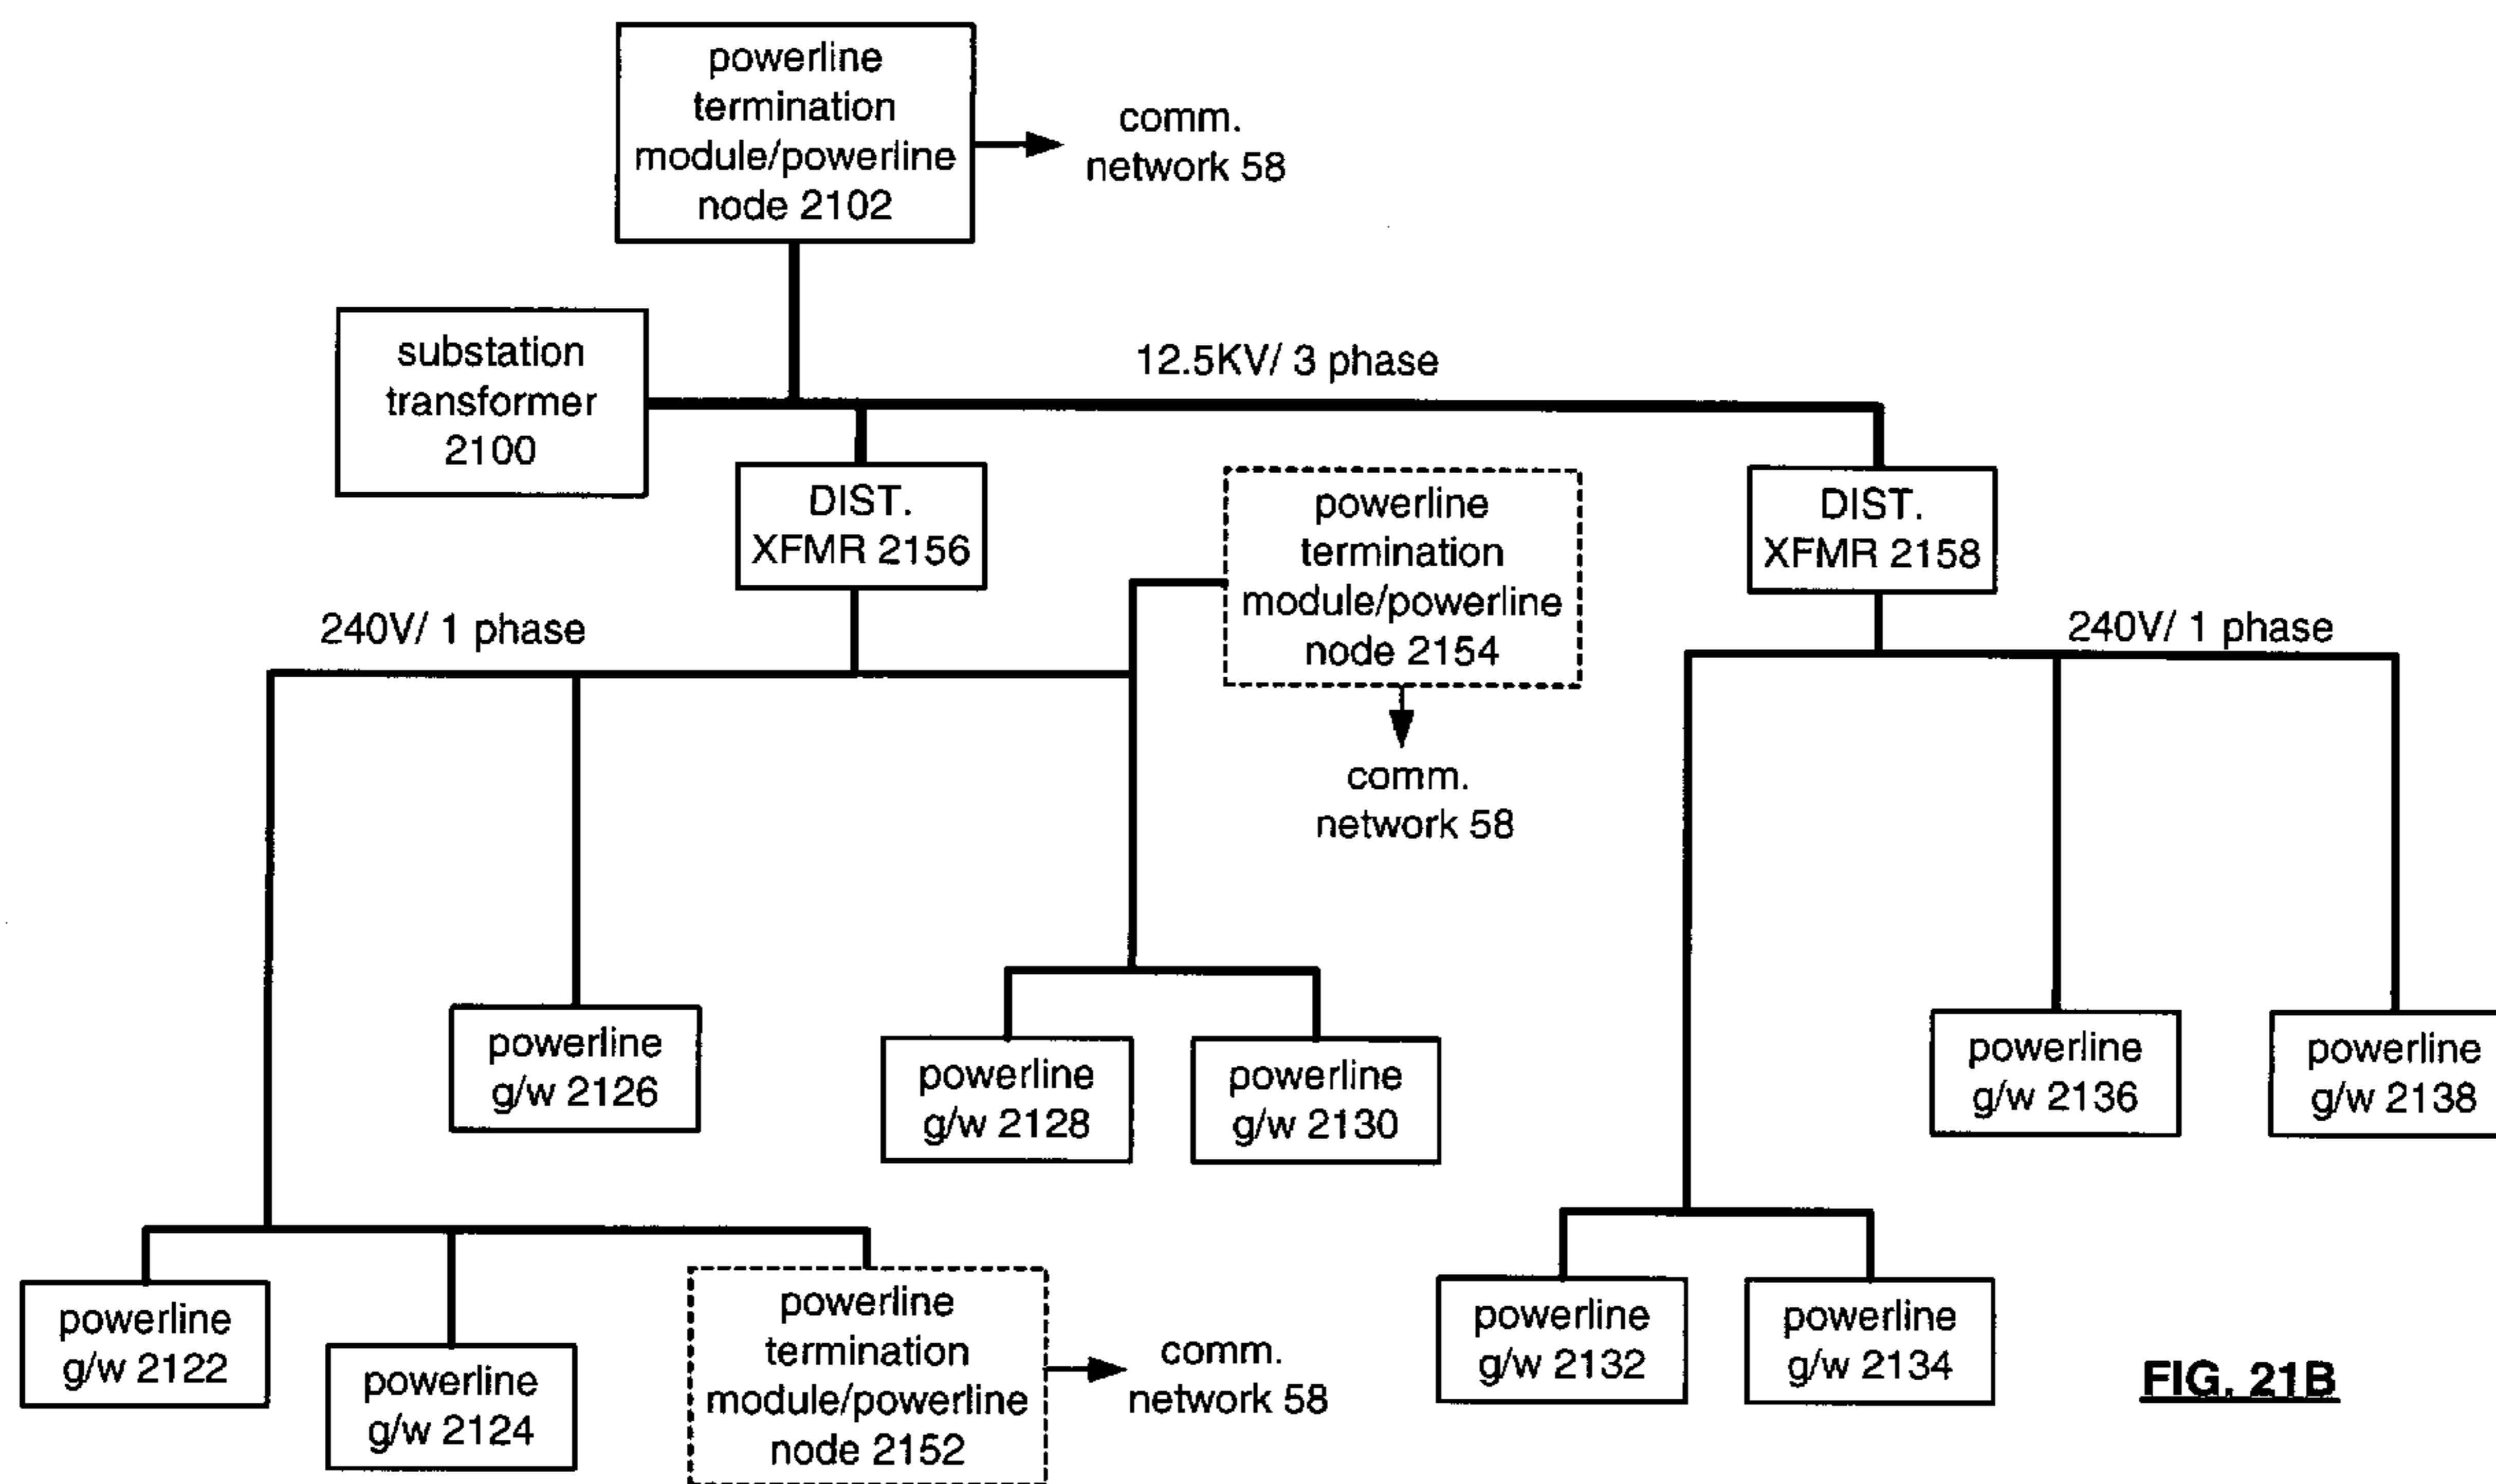 powerline
termination
module/powerline
node 2102
comm.
network 58
substation
transformer
2100
12.5KV/ 3 phase
DIST.
XFMR 2156
powerline
termination
module/powerline
node 2154
comm.
network 58
DIST.
XFMR 2158
240V/ 1 phase
240V/ 1 phase
powerline
g/w 2126
powerline
g/w 2128
powerline
g/w 2130
powerline
g/w 2136
powerline
g/w 2138
powerline
g/w 2122
powerline
g/w 2124
powerline
termination
module/powerline
node 2152
comm.
network 58
powerline
g/w 2132
powerline
g/w 2134
FIG. 21B